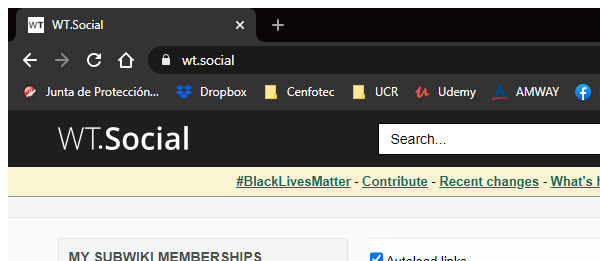 WT WT.Social
wt.social
Junta de Protección... Dropbox Cenfotec UCR Udemy AMWAY
WT.Social Search...
#BlackLivesMatter - Contribute - Recent changes - What's
MY SUBWIKI MEMBERSHIPS Autoload links